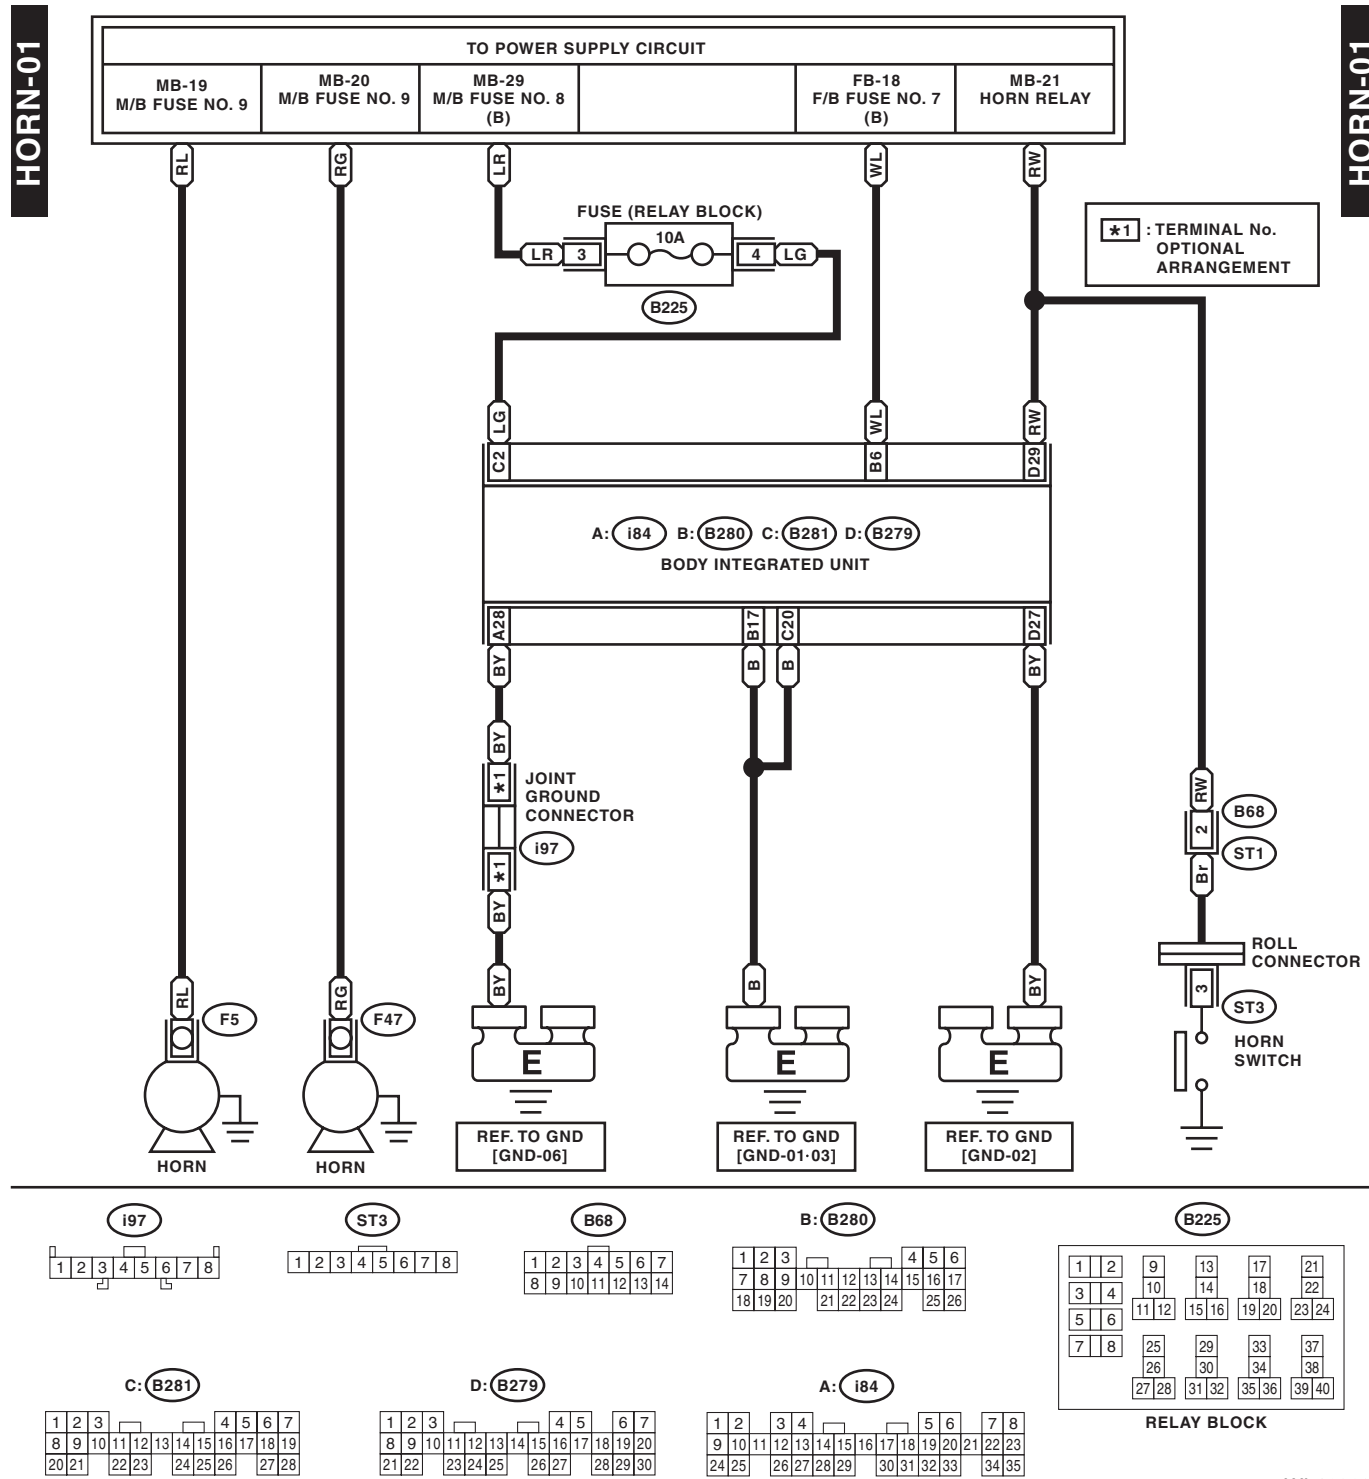 HORN-01
HORN-01
TO POWER SUPPLY CIRCUIT
MB-19
M/B FUSE NO. 9
MB-20
M/B FUSE NO. 9
MB-29
M/B FUSE NO. 8
(B)
FB-18
F/B FUSE NO. 7
(B)
MB-21
HORN RELAY
RL
RG
LR
WL
RW
FUSE (RELAY BLOCK)
10A
LR
3
4
LG
B225
*1 : TERMINAL No.
OPTIONAL
ARRANGEMENT
LG
WL
RW
C2
B6
D29
A: i84 B: B280 C: B281 D: B279
BODY INTEGRATED UNIT
A28
B17
C20
D27
BY
B
B
BY
BY
*1
JOINT
GROUND
CONNECTOR
i97
*1
BY
RW
2
B68
ST1
Br
ROLL
CONNECTOR
3
ST3
HORN
SWITCH
RL
F5
RG
F47
BY
B
BY
E
E
E
HORN
HORN
REF. TO GND
[GND-06]
REF. TO GND
[GND-01·03]
REF. TO GND
[GND-02]
i97
1 2 3 4 5 6 7 8
ST3
1 2 3 4 5 6 7 8
B68
1 2 3 4 5 6 7
8 9 10 11 12 13 14
B: B280
1 2 3 4 5 6
7 8 9 10 11 12 13 14 15 16 17
18 19 20 21 22 23 24 25 26
B225
1 2 9 13 17 21
10 14 18 22
3 4 11 12 15 16 19 20 23 24
5 6
7 8 25 29 33 37
26 30 34 38
27 28 31 32 35 36 39 40
RELAY BLOCK
C: B281
1 2 3 4 5 6 7
8 9 10 11 12 13 14 15 16 17 18 19
20 21 22 23 24 25 26 27 28
D: B279
1 2 3 4 5 6 7
8 9 10 11 12 13 14 15 16 17 18 19 20
21 22 23 24 25 26 27 28 29 30
A: i84
1 2 3 4 5 6 7 8
9 10 11 12 13 14 15 16 17 18 19 20 21 22 23
24 25 26 27 28 29 30 31 32 33 34 35